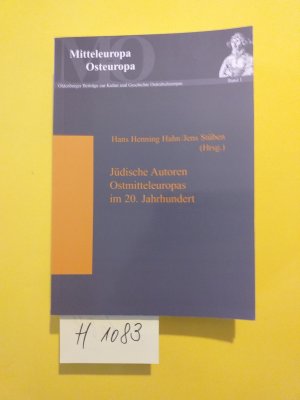 MO
Mitteleuropa
Osteuropa
Oldenburger Beiträge zur Kultur und Geschichte Ostmitteleuropas
Band 1
Hans Henning Hahn/Jens Stüben
(Hrsg.)
Jüdische Autoren
Ostmitteleuropas
im 20. Jahrhundert
H 1083